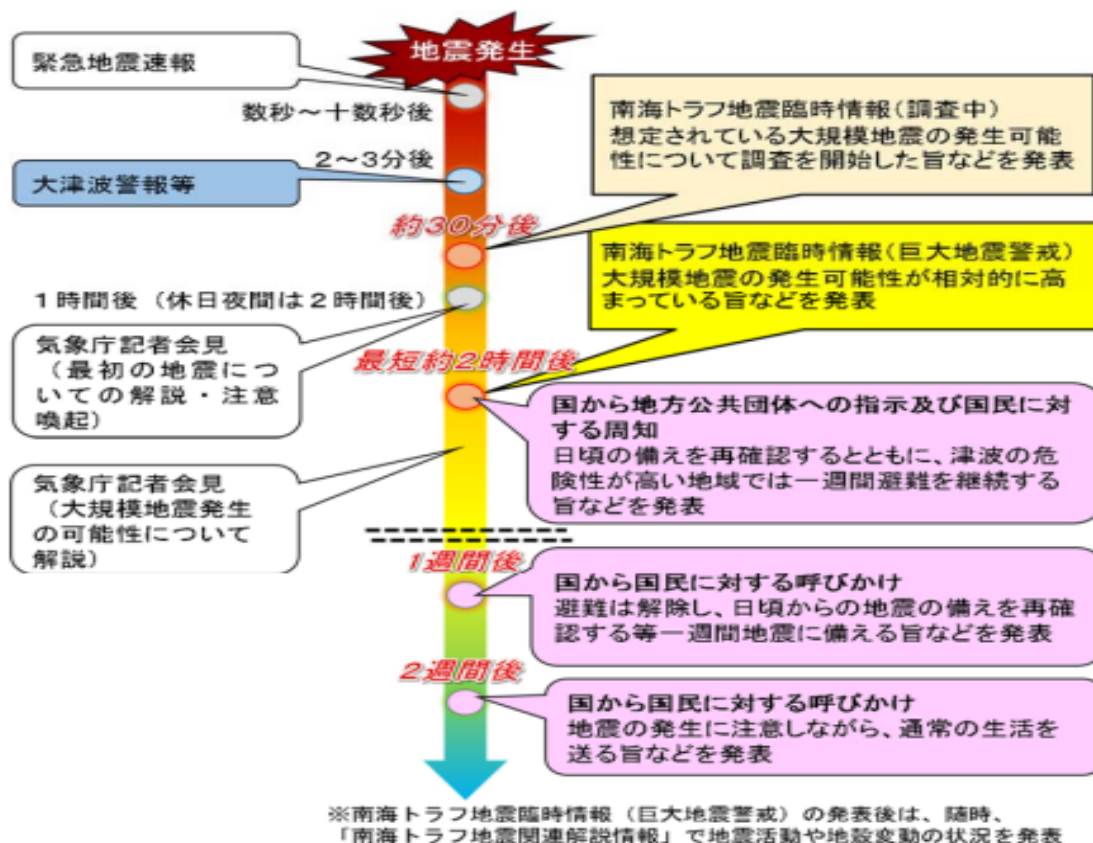 地震発生
緊急地震速報
数秒～十数秒後
南海トラフ地震臨時情報（調査中）
想定されている大規模地震の発生可能
性について調査を開始した旨などを発表
2～3分後
大津波警報等
約30分後
南海トラフ地震臨時情報（巨大地震警戒）
大規模地震の発生可能性が相対的に高
まっている旨などを発表
1時間後（休日夜間は2時間後）
気象庁記者会見
（最初の地震につ
いての解説・注意
喚起）
最短約2時間後
国から地方公共団体への指示及び国民に対
する周知
日頃の備えを再確認するとともに、津波の危
険性が高い地域では一週間避難を継続する
旨などを発表
気象庁記者会見
（大規模地震発生
の可能性について
解説）
1週間後
国から国民に対する呼びかけ
避難は解除し、日頃からの地震の備えを再確
認する等一週間地震に備える旨などを発表
2週間後
国から国民に対する呼びかけ
地震の発生に注意しながら、通常の生活を
送る旨などを発表
※南海トラフ地震臨時情報（巨大地震警戒）の発表後は、随時、
「南海トラフ地震関連解説情報」で地震活動や地殻変動の状況を発表